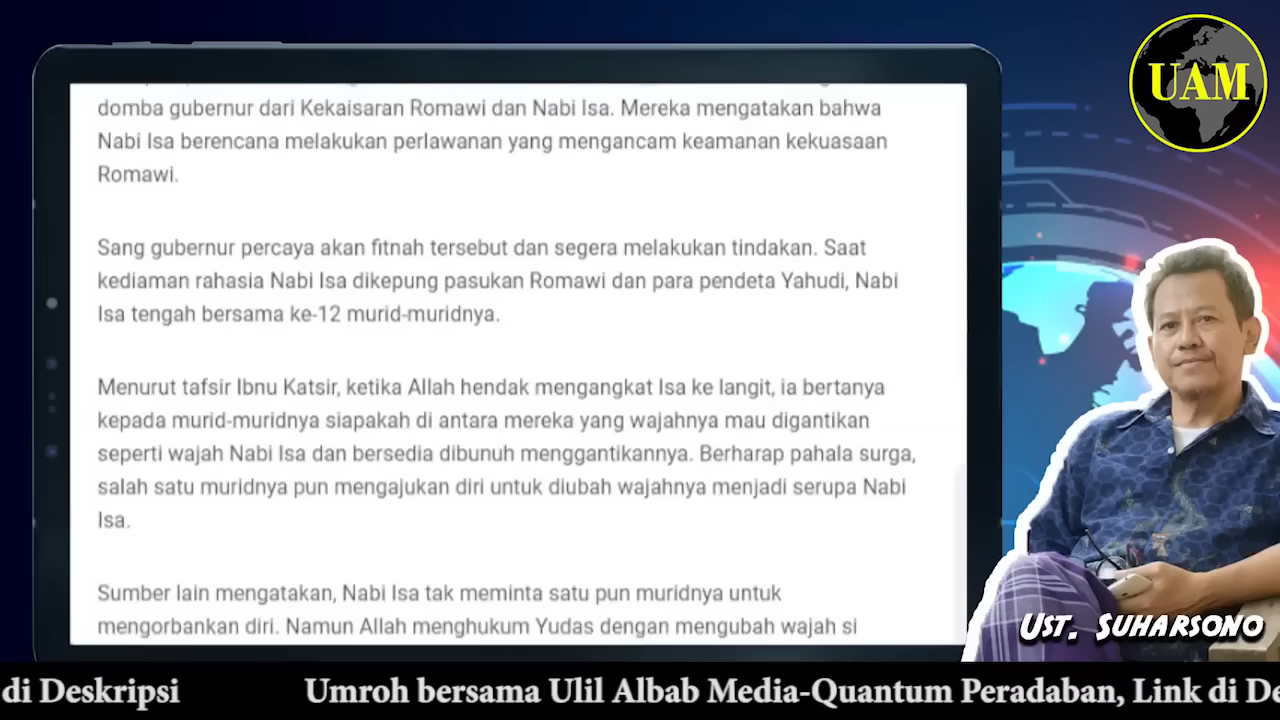 domba gubernur dari Kekaisaran Romawi dan Nabi Isa. Mereka mengatakan bahwa
Nabi Isa berencana melakukan perlawanan yang mengancam keamanan kekuasaan
Romawi.
Sang gubernur percaya akan fitnah tersebut dan segera melakukan tindakan. Saat
kediaman rahasia Nabi Isa dikepung pasukan Romawi dan para pendeta Yahudi, Nabi
Isa tengah bersama ke-12 murid-muridnya.
Menurut tafsir Ibnu Katsir, ketika Allah hendak mengangkat Isa ke langit, ia bertanya
kepada murid-muridnya siapakah di antara mereka yang wajahnya mau digantikan
seperti wajah Nabi Isa dan bersedia dibunuh menggantikannya. Berharap pahala surga,
salah satu muridnya pun mengajukan diri untuk diubah wajahnya menjadi serupa Nabi
Isa.
Sumber lain mengatakan, Nabi Isa tak meminta satu pun muridnya untuk
mengorbankan diri. Namun Allah menghukum Yudas dengan mengubah wajah si
UAM
UST. SUHARSONO
di Deskripsi Umroh bersama Ulil Albab Media-Quantum Peradaban, Link di De